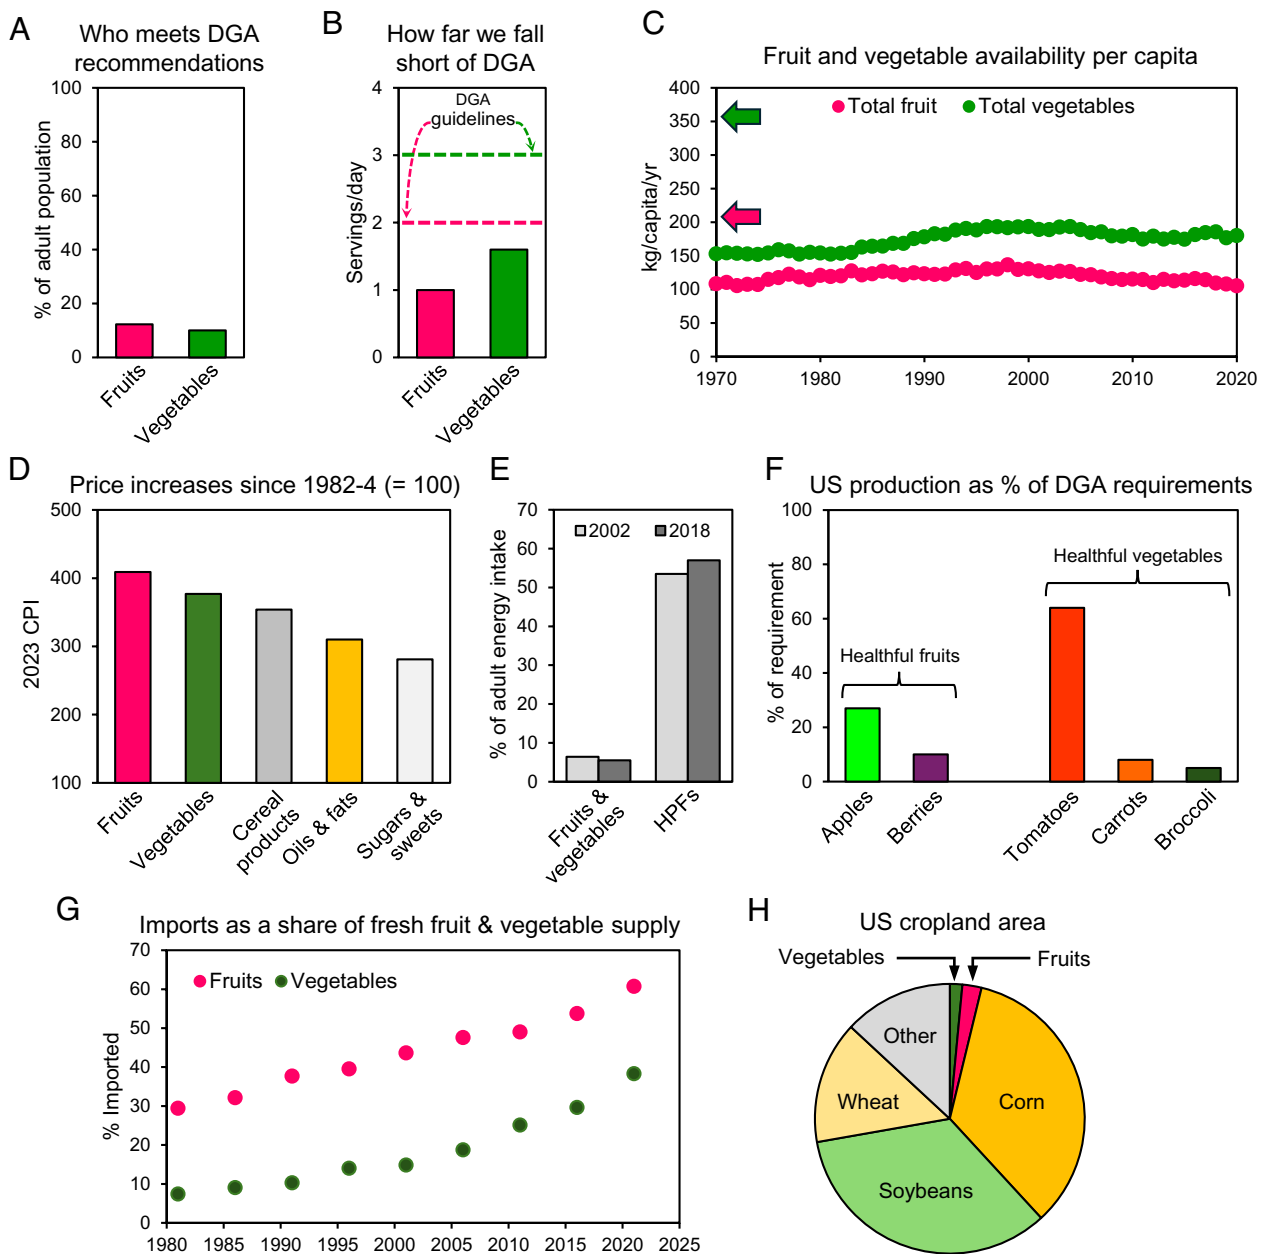 A
Who meets DGA
recommendations
% of adult population
100
80
60
40
20
0
Fruits
Vegetables
B
How far we fall
short of DGA
Servings/day
4
3
2
1
0
DGA
guidelines
Fruits
Vegetables
C
Fruit and vegetable availability per capita
kg/capita/yr
400
350
300
250
200
150
100
50
0
Total fruit
Total vegetables
1970
1980
1990
2000
2010
2020
D
Price increases since 1982-4 (= 100)
2023 CPI
500
400
300
200
100
Fruits
Vegetables
Cereal
products
Oils & fats
Sugars &
sweets
E
% of adult energy intake
70
60
50
40
30
20
10
0
2002
2018
Fruits &
vegetables
HPFs
F
US production as % of DGA requirements
% of requirement
100
80
60
40
20
0
Healthful fruits
Healthful vegetables
Apples
Berries
Tomatoes
Carrots
Broccoli
G
Imports as a share of fresh fruit & vegetable supply
% Imported
70
60
50
40
30
20
10
0
Fruits
Vegetables
1980
1985
1990
1995
2000
2005
2010
2015
2020
2025
H
US cropland area
Vegetables
Fruits
Other
Wheat
Corn
Soybeans